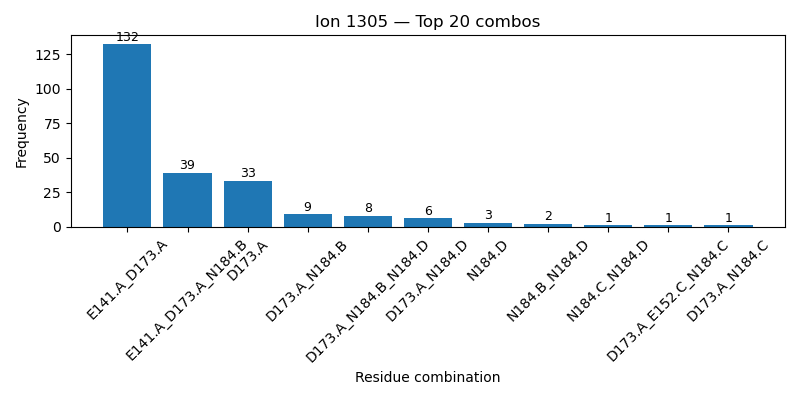 Ion 1305 — Top 20 combos
Frequency
125
100
75
50
25
0
132
39
33
9
8
6
3
2
1
1
1
E141.A_D173.A
E141.A_D173.A_N184.B
D173.A
D173.A_N184.B
D173.A_N184.B_N184.D
D173.A_N184.D
N184.D
N184.B_N184.D
N184.C_N184.D
D173.A_E152.C_N184.C
D173.A_N184.C
Residue combination